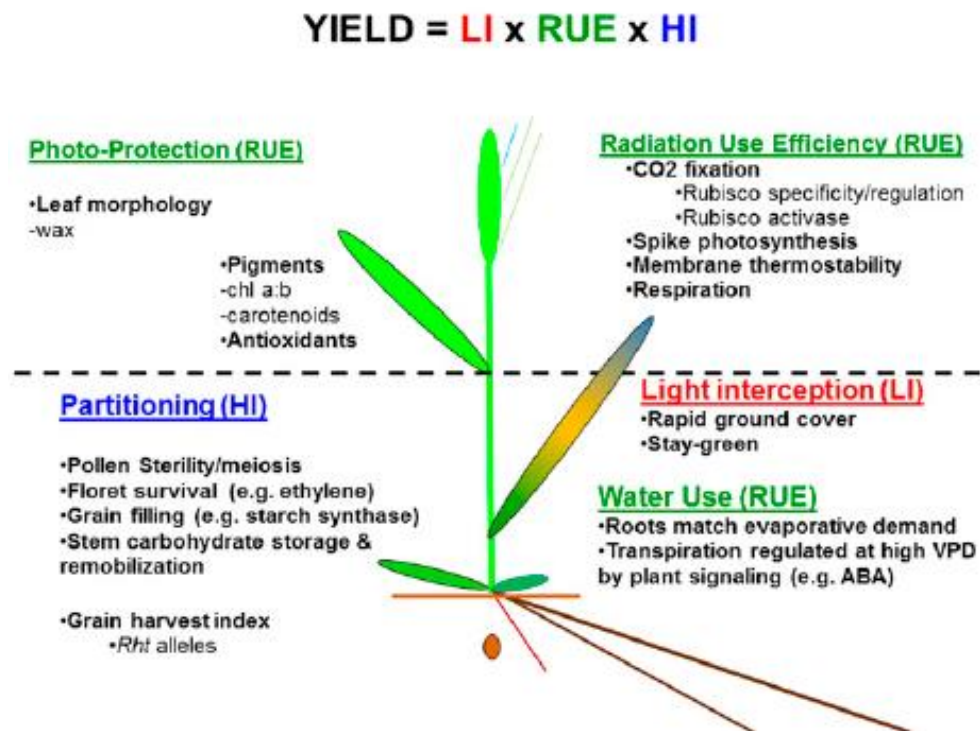 YIELD = LI x RUE x HI
Photo-Protection (RUE)
•Leaf morphology
-wax
•Pigments
-chl a:b
-carotenoids
•Antioxidants
Radiation Use Efficiency (RUE)
•CO2 fixation
•Rubisco specificity/regulation
•Rubisco activase
•Spike photosynthesis
•Membrane thermostability
•Respiration
Partitioning (HI)
•Pollen Sterility/meiosis
•Floret survival (e.g. ethylene)
•Grain filling (e.g. starch synthase)
•Stem carbohydrate storage &
remobilization
•Grain harvest index
•Rht alleles
Light interception (LI)
•Rapid ground cover
•Stay-green
Water Use (RUE)
•Roots match evaporative demand
•Transpiration regulated at high VPD
by plant signaling (e.g. ABA)